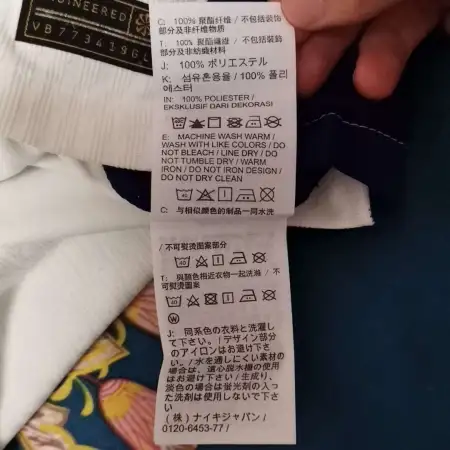 GINEERED
VB7734196L
C: 100% 聚酯纤维 / 不包括装饰
部分及非纤维物质
T: 100% 聚酯纖維 / 不包括裝飾
部分及非紡織材料
J: 100% ポリエステル
K: 섬유혼용율 / 100% 폴리
에스터
IN: 100% POLIESTER /
EKSKLUSIF DARI DEKORASI
E: MACHINE WASH WARM /
WASH WITH LIKE COLORS / DO
NOT BLEACH / LINE DRY / DO
NOT TUMBLE DRY / WARM
IRON / DO NOT IRON DESIGN /
DO NOT DRY CLEAN
C: 与相似颜色的制品一同水洗
/ 不可熨烫图案部分
T: 與顏色相近衣物一起洗滌 / 不
可熨燙圖案
J: 同系色の衣料と洗濯し
て下さい。/ デザイン部分
のアイロンはお避け下さ
い。/ 水を通しにくい素材の
場合は、遠心脱水機の使用
はお避け下さい / 生成り、
淡色の場合は蛍光剤の入っ
た洗剤は使用しないで下さ
い
(株) ナイキジャパン /
0120-6453-77 /